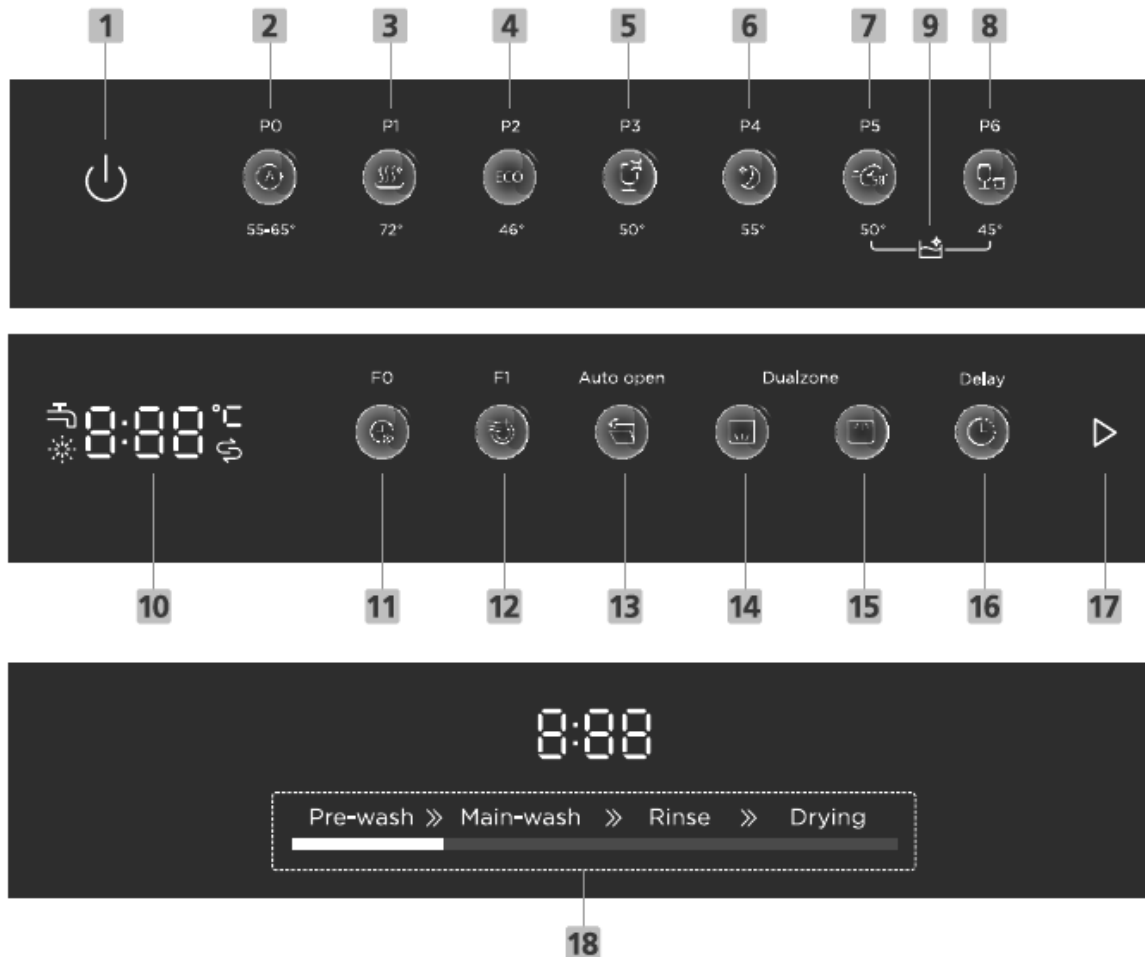 1 2 3 4 5 6 7 9 8
P0 P1 P2 P3 P4 P5 P6
A ECO
55-65° 72° 46° 50° 55° 50° 45°
F0 F1 Auto open Dualzone Delay
8:88 °C
10 11 12 13 14 15 16 17
8:88
Pre-wash » Main-wash » Rinse » Drying
18